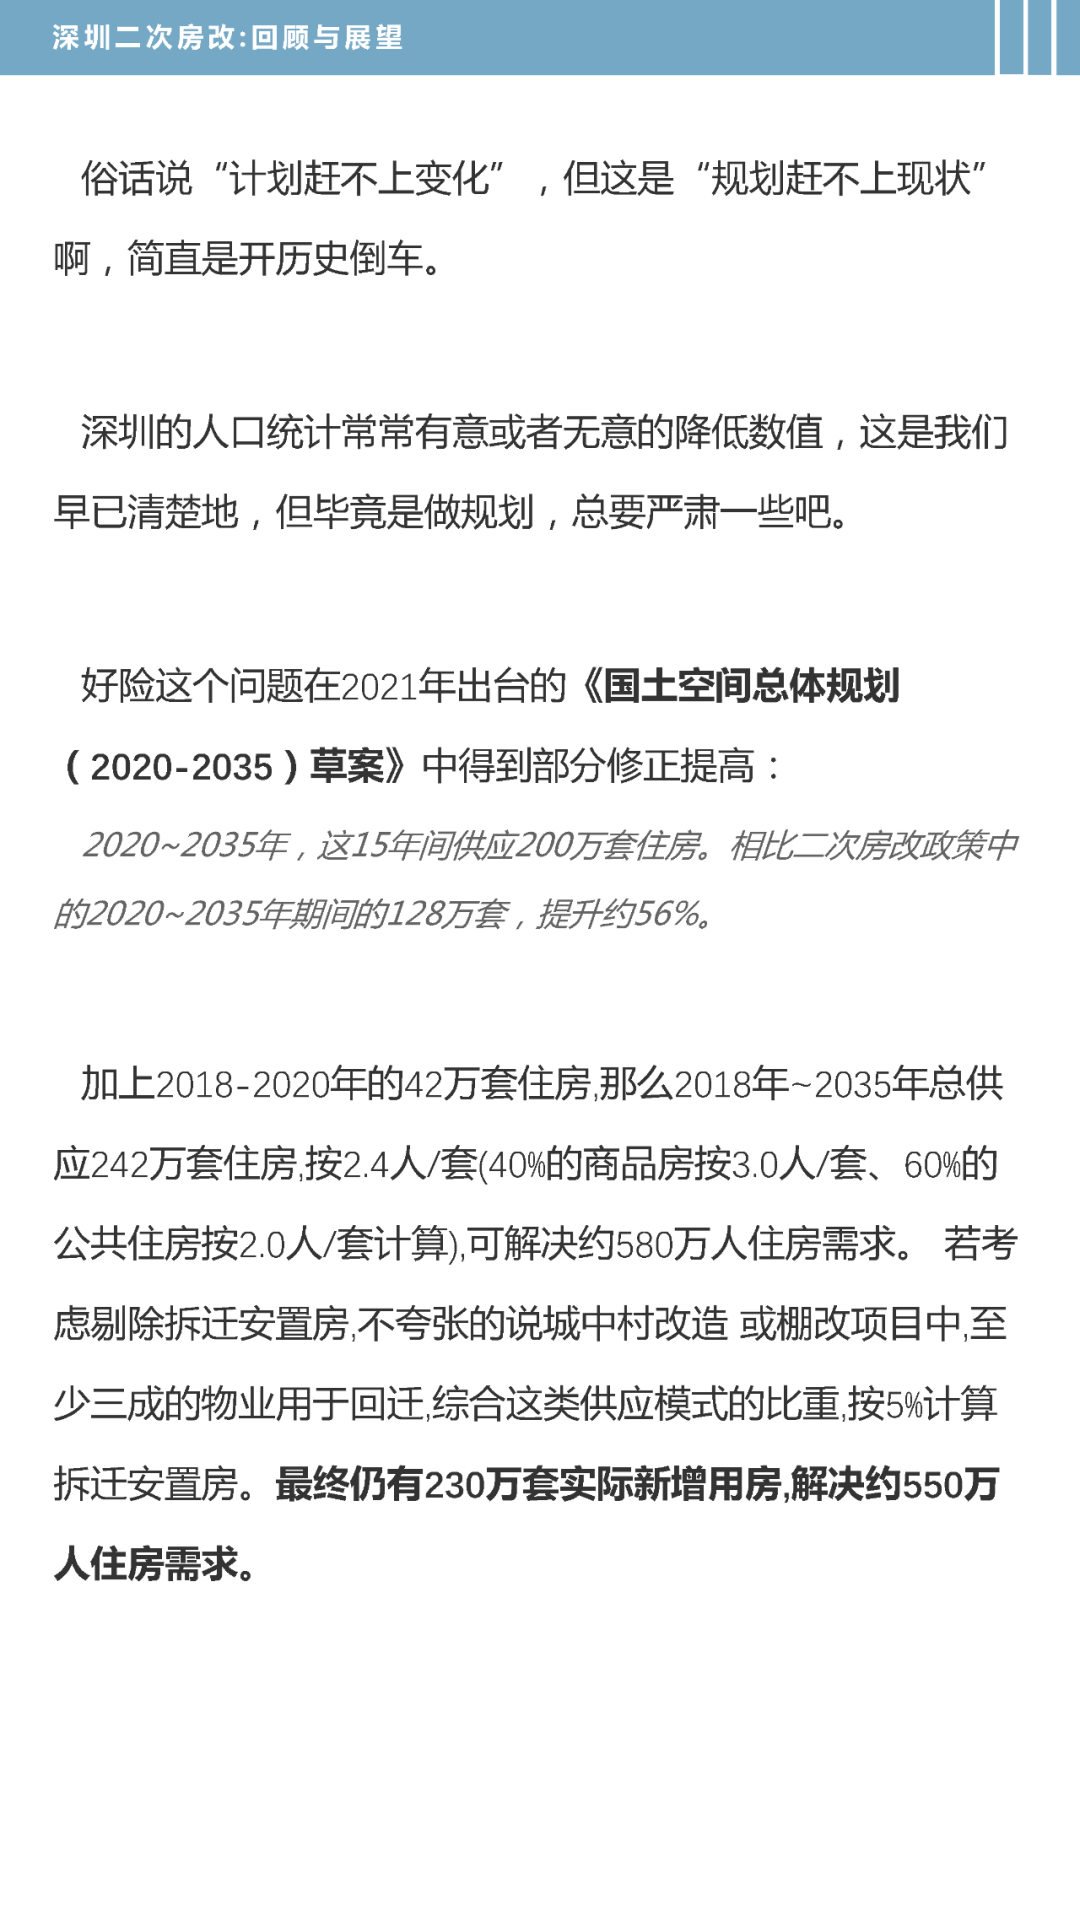 深圳二次房改:回顾与展望
俗话说“计划赶不上变化”，但这是“规划赶不上现状”
啊，简直是开历史倒车。
深圳的人口统计常常有意或者无意的降低数值，这是我们
早已清楚地，但毕竟是做规划，总要严肃一些吧。
好险这个问题在2021年出台的《国土空间总体规划
（2020-2035）草案》中得到部分修正提高：
2020~2035年，这15年间供应200万套住房。相比二次房改政策中
的2020~2035年期间的128万套，提升约56%。
加上2018-2020年的42万套住房,那么2018年~2035年总供
应242万套住房,按2.4人/套(40%的商品房按3.0人/套、60%的
公共住房按2.0人/套计算),可解决约580万人住房需求。 若考
虑剔除拆迁安置房,不夸张的说城中村改造 或棚改项目中,至
少三成的物业用于回迁,综合这类供应模式的比重,按5%计算
拆迁安置房。最终仍有230万套实际新增用房,解决约550万
人住房需求。